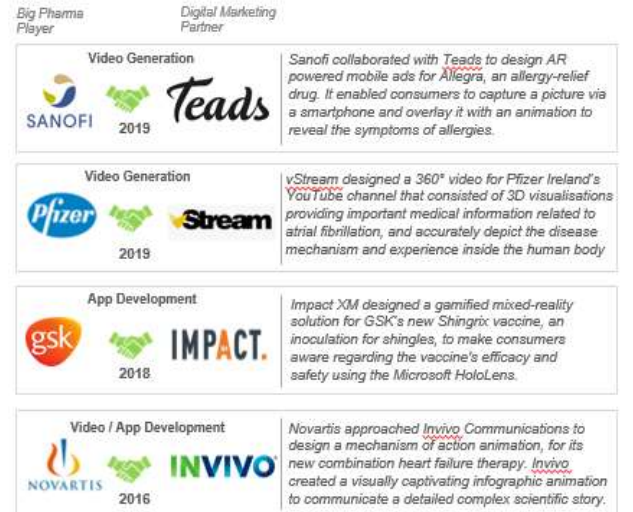 Big Pharma
Player
Digital Marketing
Partner
Video Generation
SANOFI
2019
Teads
Sanofi collaborated with Teads to design AR
powered mobile ads for Allegra, an allergy-relief
drug. It enabled consumers to capture a picture via
a smartphone and overlay it with an animation to
reveal the symptoms of allergies.
Video Generation
Pfizer
2019
vStream
vStream designed a 360° video for Pfizer Ireland's
YouTube channel that consisted of 3D visualisations
providing important medical information related to
atrial fibrillation, and accurately depict the disease
mechanism and experience inside the human body
App Development
gsk
2018
IMPACT.
Impact XM designed a gamified mixed-reality
solution for GSK's new Shingrix vaccine, an
inoculation for shingles, to make consumers
aware regarding the vaccine's efficacy and
safety using the Microsoft HoloLens.
Video / App Development
NOVARTIS
2016
INVIVO
Novartis approached Invivo Communications to
design a mechanism of action animation, for its
new combination heart failure therapy. Invivo
created a visually captivating infographic animation
to communicate a detailed complex scientific story.